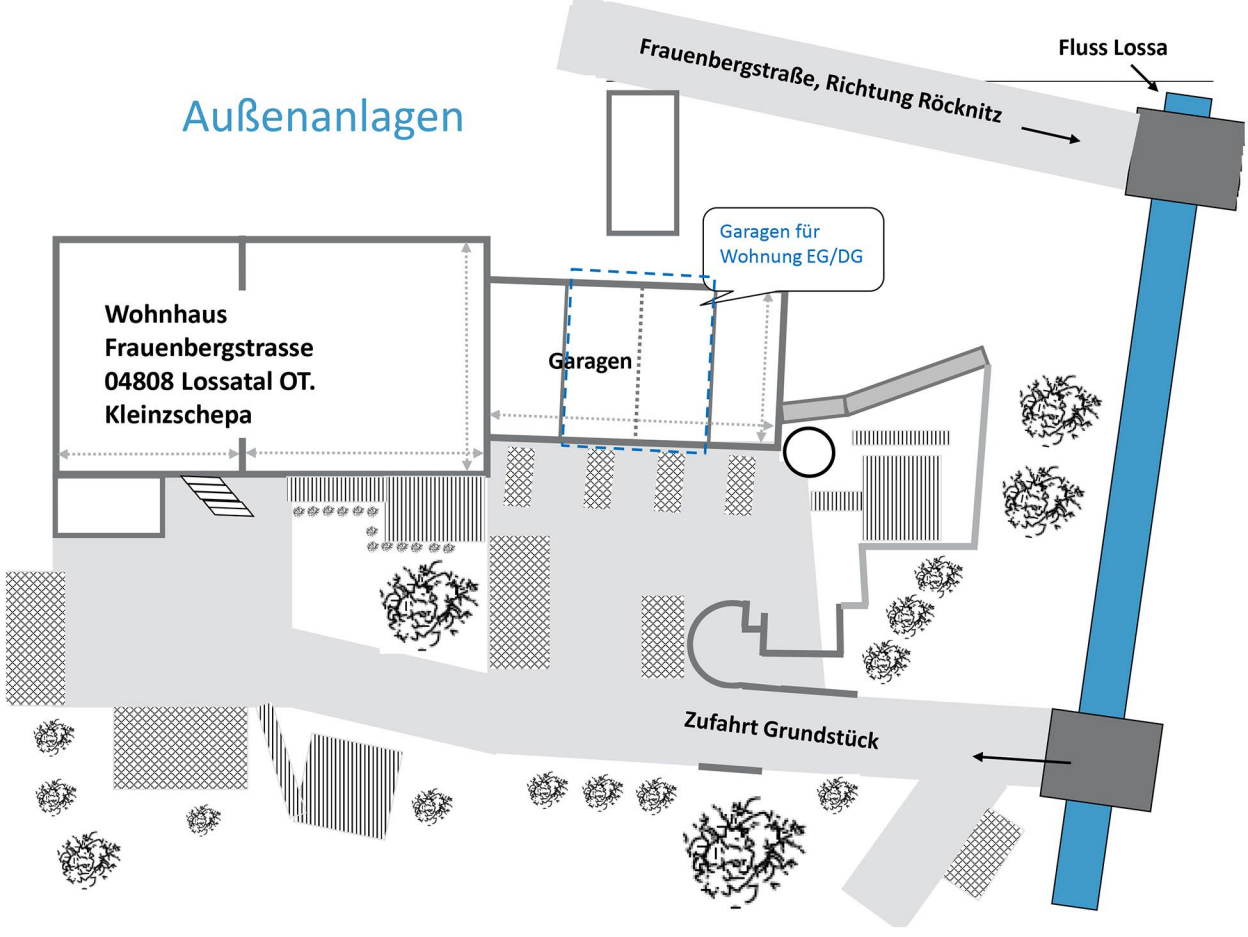 Frauenbergstraße, Richtung Röcknitz
Fluss Lossa
Außenanlagen
Garagen für
Wohnung EG/DG
Wohnhaus
Frauenbergstrasse
04808 Lossatal OT.
Kleinzschepa
Garagen
Zufahrt Grundstück